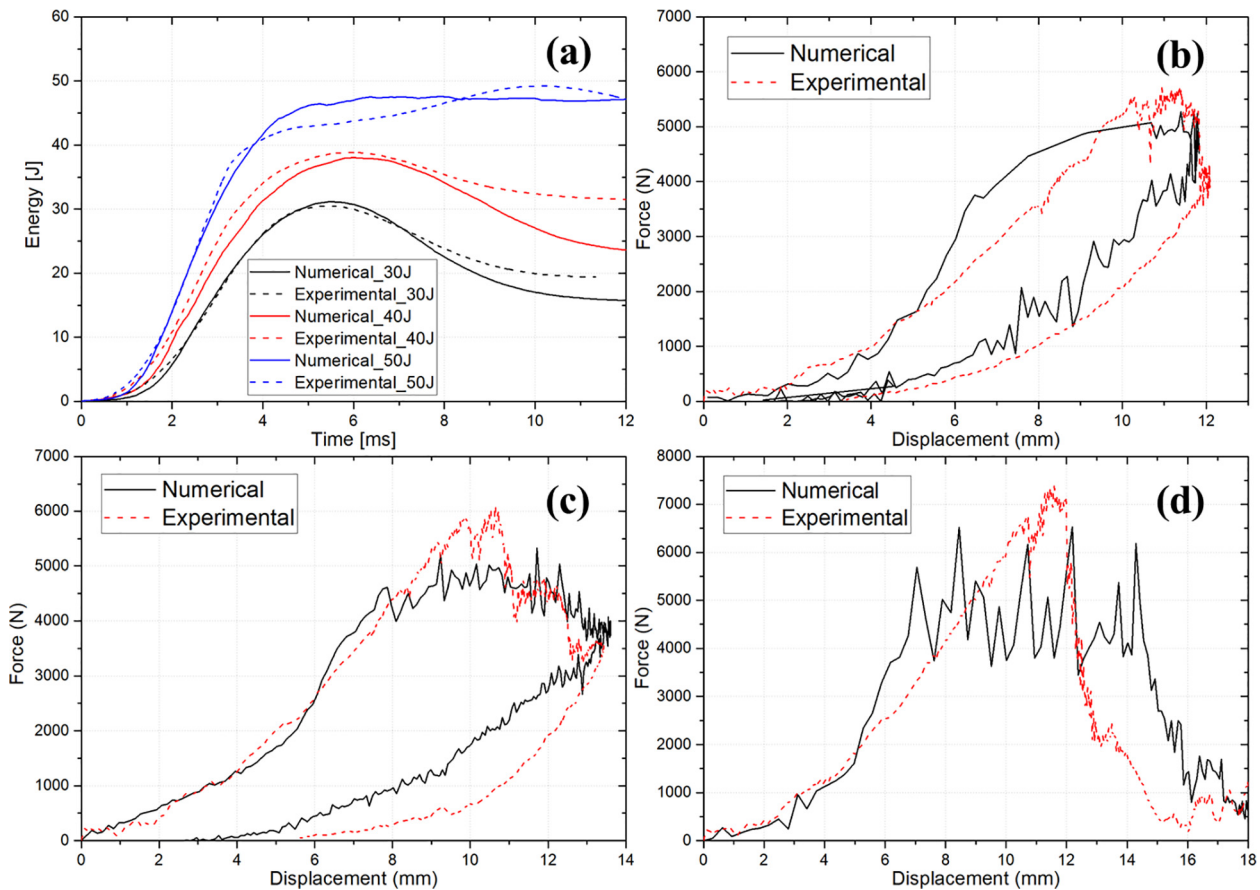 (a)
60
50
40
30
20
10
0
Energy [J]
Numerical_30J
Experimental_30J
Numerical_40J
Experimental_40J
Numerical_50J
Experimental_50J
0 2 4 6 8 10 12
Time [ms]
(b)
7000
6000
5000
4000
3000
2000
1000
0
Force (N)
Numerical
Experimental
0 2 4 6 8 10 12
Displacement (mm)
(c)
7000
6000
5000
4000
3000
2000
1000
0
Force (N)
Numerical
Experimental
0 2 4 6 8 10 12 14
Displacement (mm)
(d)
8000
7000
6000
5000
4000
3000
2000
1000
0
Force (N)
Numerical
Experimental
0 2 4 6 8 10 12 14 16 18
Displacement (mm)